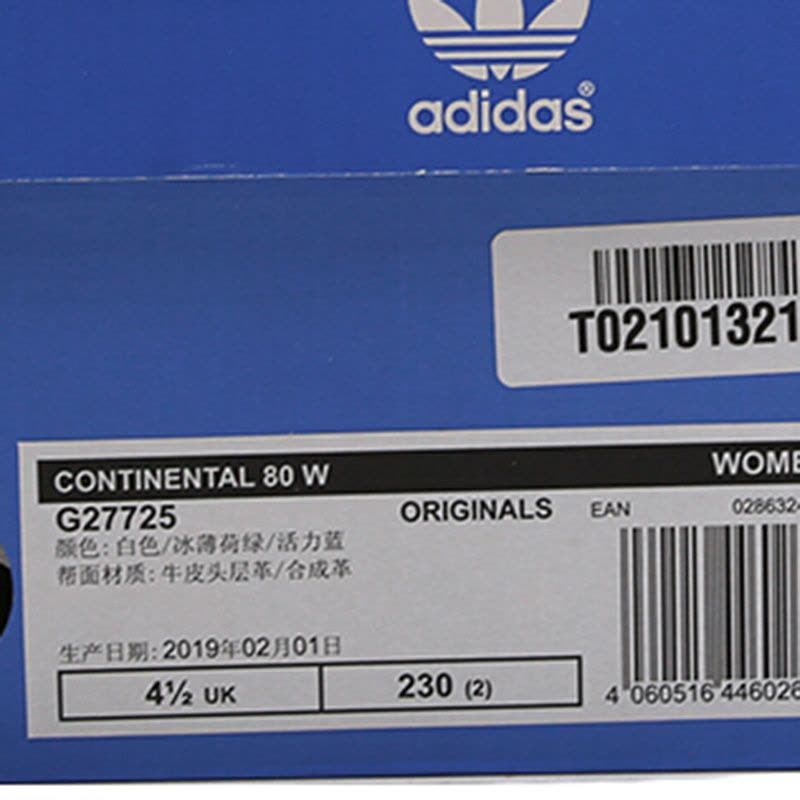 adidas®
T02101321
CONTINENTAL 80 W WOME
G27725 ORIGINALS EAN 0286324
颜色: 白色/冰薄荷绿/活力蓝
帮面材质: 牛皮头层革/合成革
生产日期: 2019年02月01日
4½ UK 230 (2)
4 060516 446026